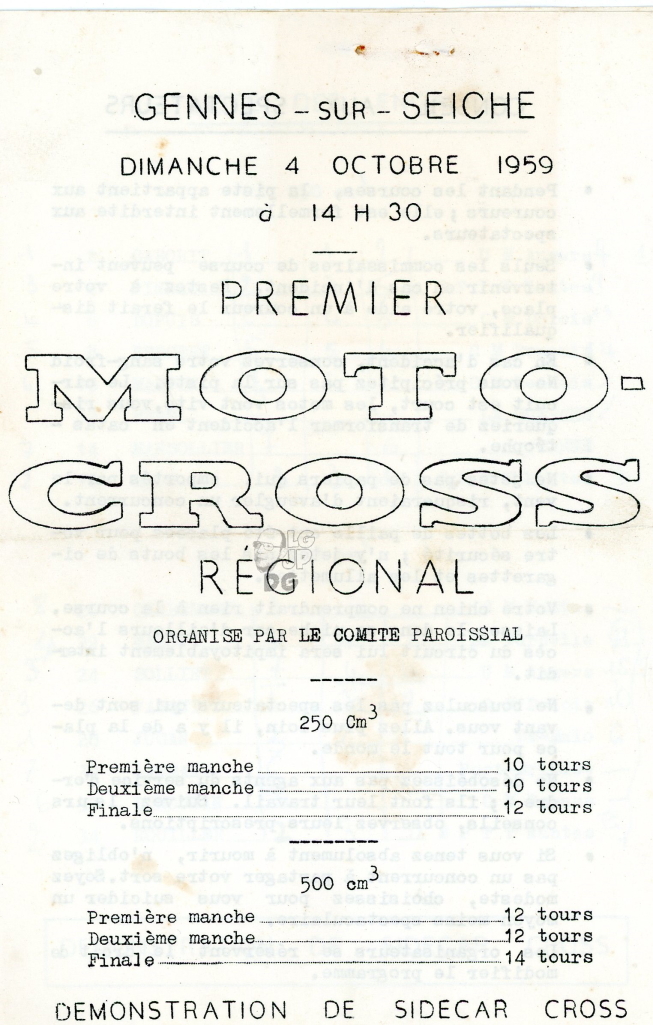 GENNES - SUR - SEICHE
DIMANCHE 4 OCTOBRE 1959
à 14 H 30
PREMIER
MOTO-
CROSS
RÉGIONAL
ORGANISE PAR LE COMITE PAROISSIAL
250 Cm3
Première manche 10 tours
Deuxième manche 10 tours
Finale 12 tours
500 cm3
Première manche 12 tours
Deuxième manche 12 tours
Finale 14 tours
DEMONSTRATION DE SIDECAR CROSS